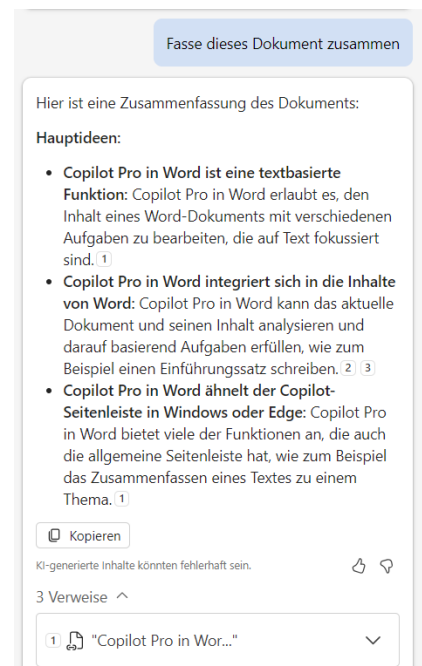 Fasse dieses Dokument zusammen
Hier ist eine Zusammenfassung des Dokuments:
Hauptideen:
• Copilot Pro in Word ist eine textbasierte
Funktion: Copilot Pro in Word erlaubt es, den
Inhalt eines Word-Dokuments mit verschiedenen
Aufgaben zu bearbeiten, die auf Text fokussiert
sind. 1
• Copilot Pro in Word integriert sich in die Inhalte
von Word: Copilot Pro in Word kann das aktuelle
Dokument und seinen Inhalt analysieren und
darauf basierend Aufgaben erfüllen, wie zum
Beispiel einen Einführungssatz schreiben. 2 3
• Copilot Pro in Word ähnelt der Copilot-
Seitenleiste in Windows oder Edge: Copilot Pro
in Word bietet viele der Funktionen an, die auch
die allgemeine Seitenleiste hat, wie zum Beispiel
das Zusammenfassen eines Textes zu einem
Thema. 1
Kopieren
KI-generierte Inhalte könnten fehlerhaft sein.
3 Verweise
1 "Copilot Pro in Wor..."